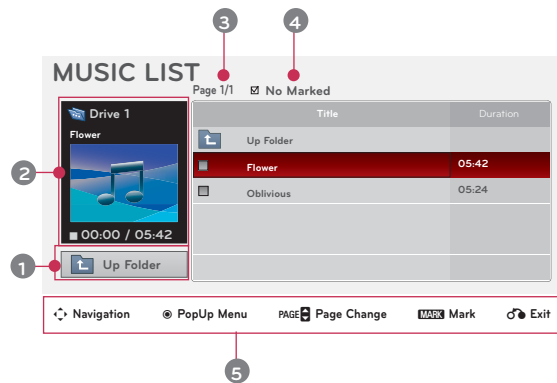 3
4
MUSIC LIST
Page 1/1 ☑ No Marked
Drive 1
Flower
2
00:00 / 05:42
1
Up Folder
Title Duration
Up Folder
Flower 05:42
Oblivious 05:24
Navigation PopUp Menu PAGE Page Change MARK Mark Exit
5